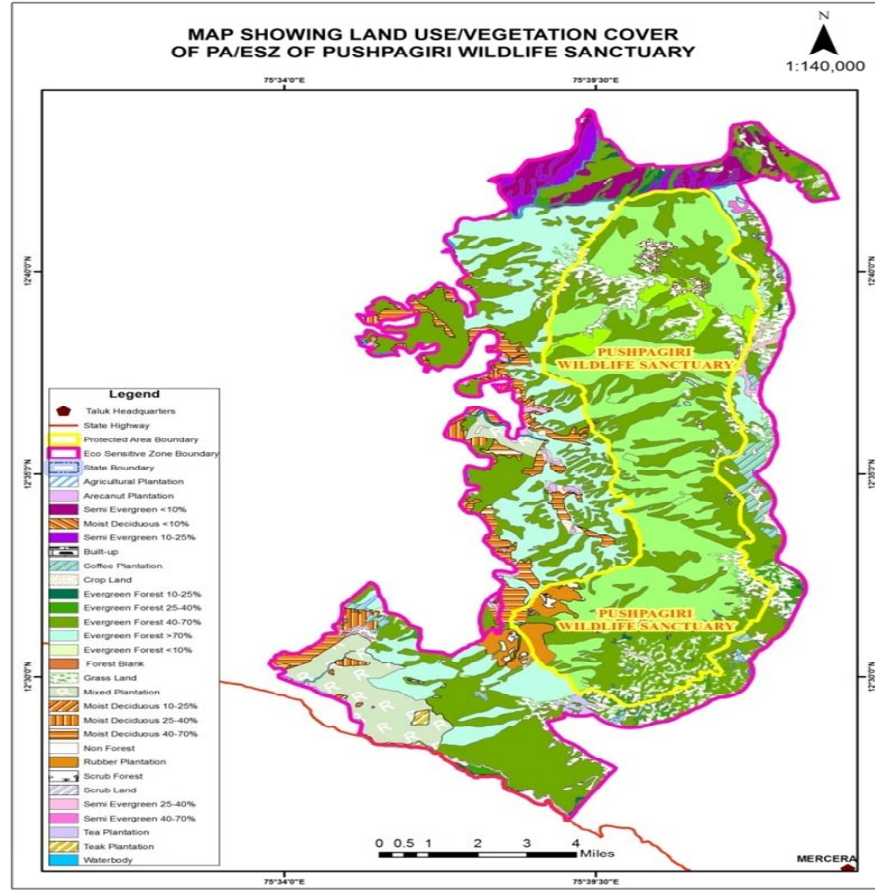 MAP SHOWING LAND USE/VEGETATION COVER
OF PA/ESZ OF PUSHPAGIRI WILDLIFE SANCTUARY
N
1:140,000
75°34'0"E
75°39'30"E
12°40'0"N
12°40'0"N
PUSHPAGIRI
WILDLIFE SANCTUARY
Legend
Taluk Headquarters
State Highway
Protected Area Boundary
Eco Sensitive Zone Boundary
State Boundary
Agricultural Plantation
Arecanut Plantation
Semi Evergreen <10%
Moist Deciduous <10%
Semi Evergreen 10-25%
Built-up
Coffee Plantation
Crop Land
Evergreen Forest 10-25%
Evergreen Forest 25-40%
Evergreen Forest 40-70%
Evergreen Forest >70%
Evergreen Forest <10%
Forest Blank
Grass Land
Mixed Plantation
Moist Deciduous 10-25%
Moist Deciduous 25-40%
Moist Deciduous 40-70%
Non Forest
Rubber Plantation
Scrub Forest
Scrub Land
Semi Evergreen 25-40%
Semi Evergreen 40-70%
Tea Plantation
Teak Plantation
Waterbody
PUSHPAGIRI
WILDLIFE SANCTUARY
12°30'0"N
12°30'0"N
0 0.5 1 2 3 4
Miles
MERCERA
75°34'0"E
75°39'30"E